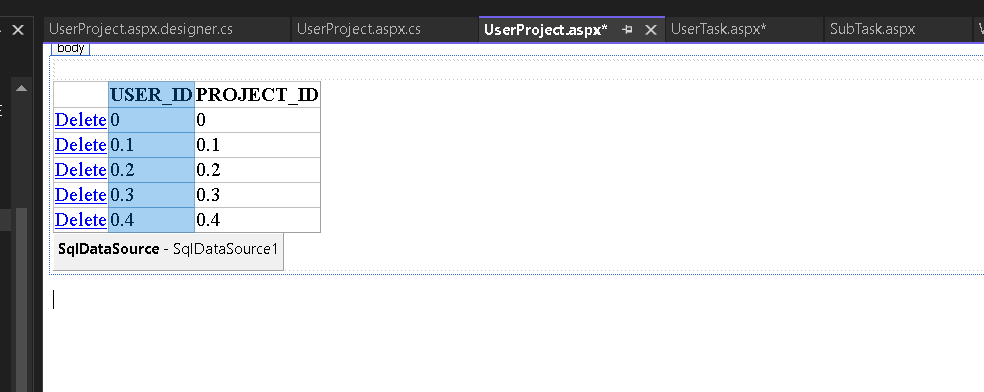 UserProject.aspx.designer.cs UserProject.aspx.cs UserProject.aspx* UserTask.aspx* SubTask.aspx
body
USER_ID PROJECT_ID
Delete 0 0
Delete 0.1 0.1
Delete 0.2 0.2
Delete 0.3 0.3
Delete 0.4 0.4
SqlDataSource - SqlDataSource1